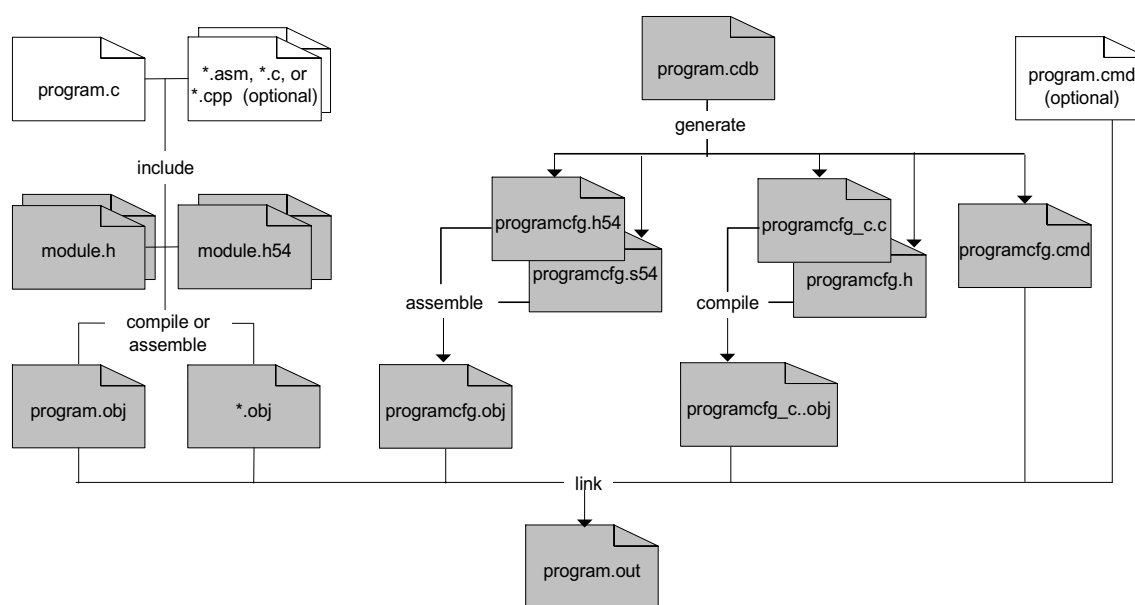 program.c
*.asm, *.c, or
*.cpp (optional)
program.cdb
program.cmd
(optional)
generate
include
module.h
module.h54
programcfg.h54
programcfg.s54
programcfg_c.c
programcfg.h
programcfg.cmd
assemble
compile
compile or
assemble
program.obj
*.obj
programcfg.obj
programcfg_c..obj
link
program.out